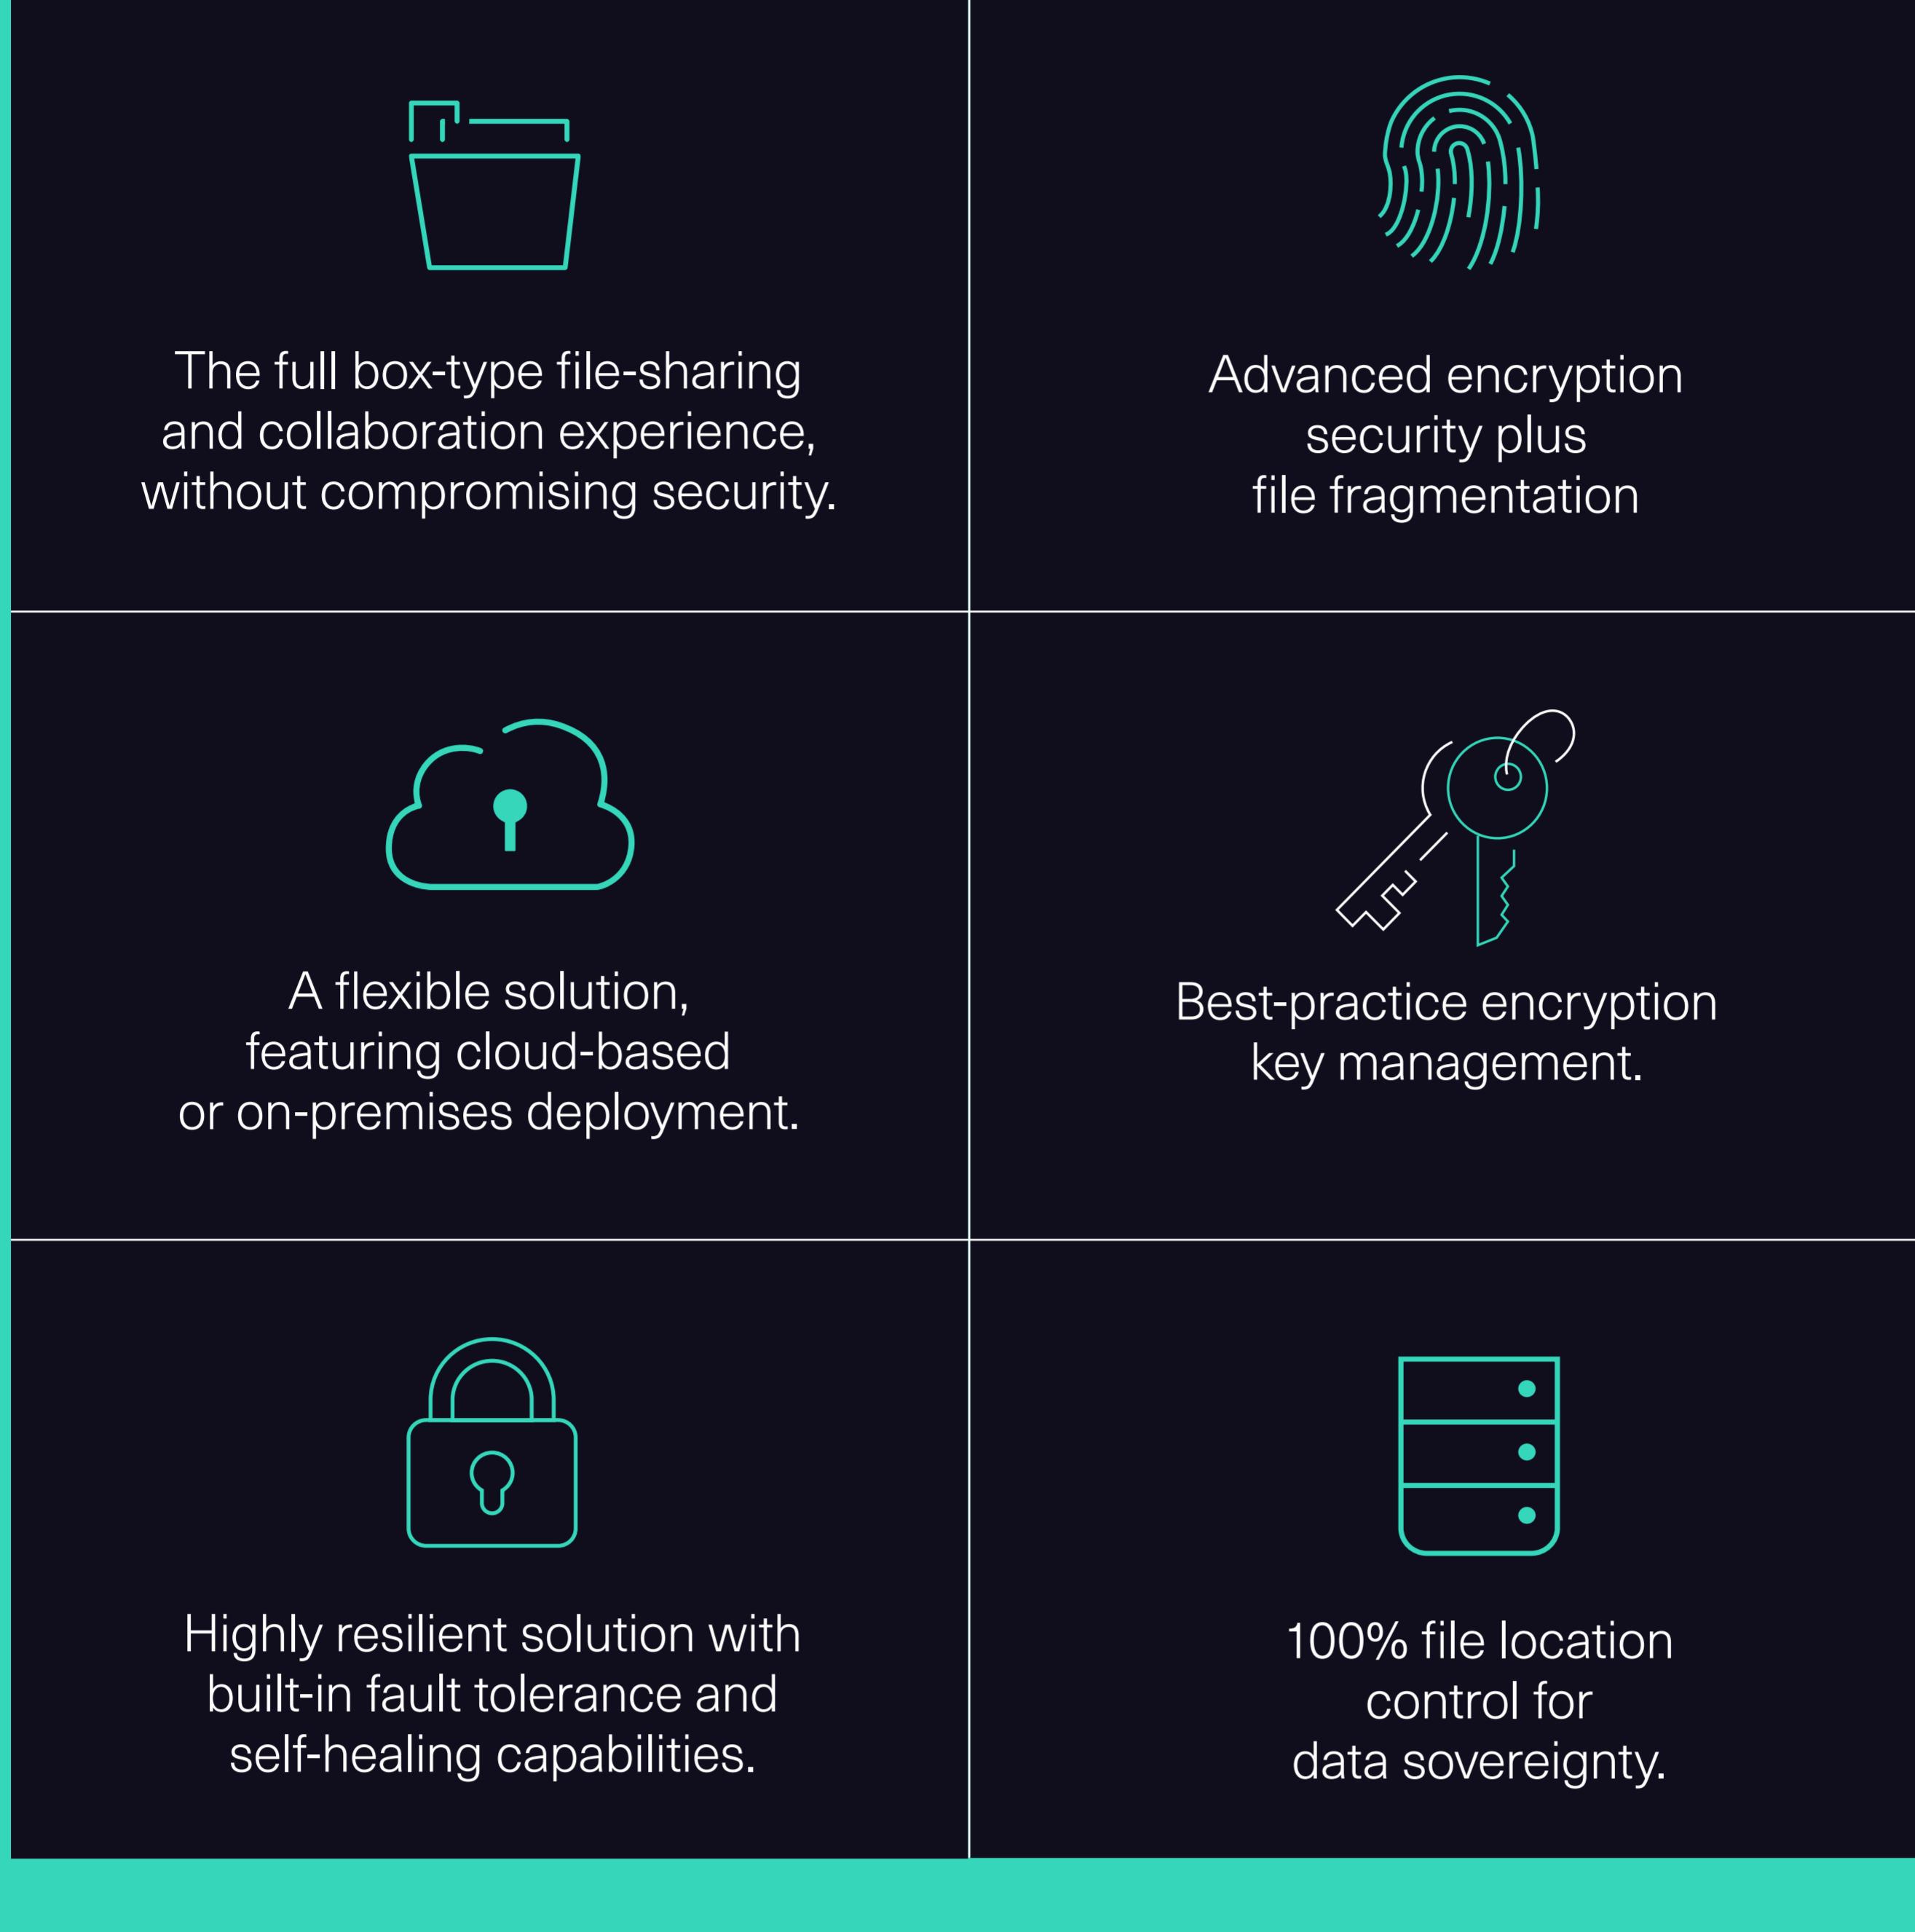 The full box-type file-sharing
and collaboration experience,
without compromising security.
Advanced encryption
security plus
file fragmentation
A flexible solution,
featuring cloud-based
or on-premises deployment.
Best-practice encryption
key management.
Highly resilient solution with
built-in fault tolerance and
self-healing capabilities.
100% file location
control for
data sovereignty.